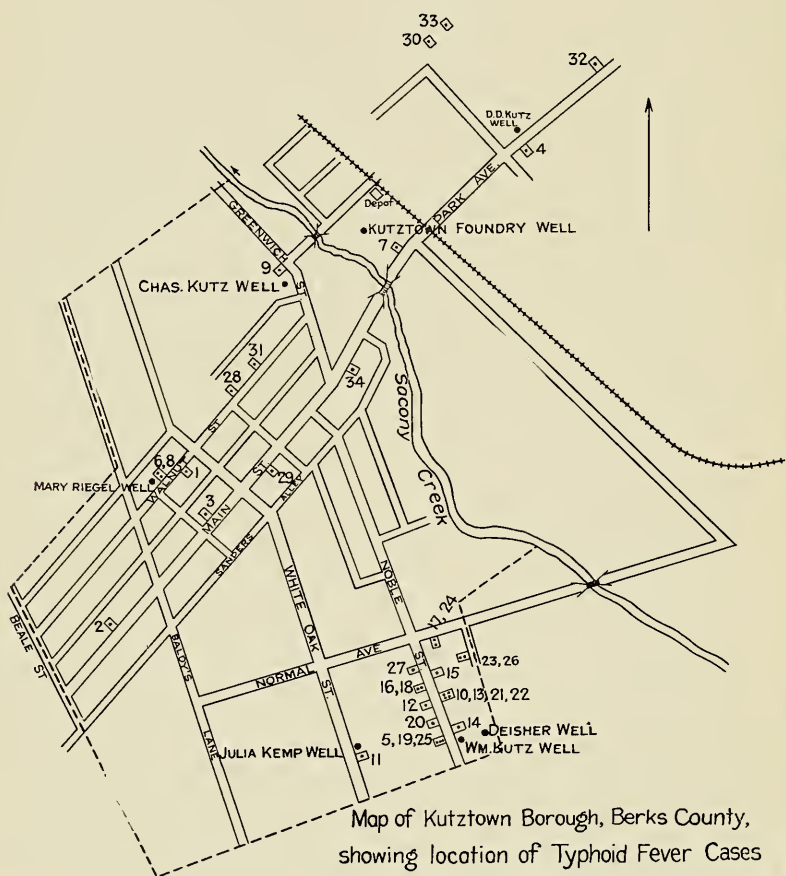 33
30
32
D.D. KUTZ
WELL
4
PARK AVE.
Depot
KUTZTOWN FOUNDRY WELL
7
GREENWICH
ST
9
CHAS. KUTZ WELL
31
28
34
Sacony
Creek
6,8
1
WALNUT
ST
MARY RIEGEL WELL
3
MAIN
ST
29
SANDERS
ALLEY
2
BEALE ST
BALDY'S
LANE
WHITE OAK
ST.
NOBLE
ST
NORMAL AVE
17, 24
23, 26
27
15
16, 18
10, 13, 21, 22
12
20
14
5, 19, 25
DEISHER WELL
WM. KUTZ WELL
JULIA KEMP WELL
11
Map of Kutztown Borough, Berks County,
showing location of Typhoid Fever Cases